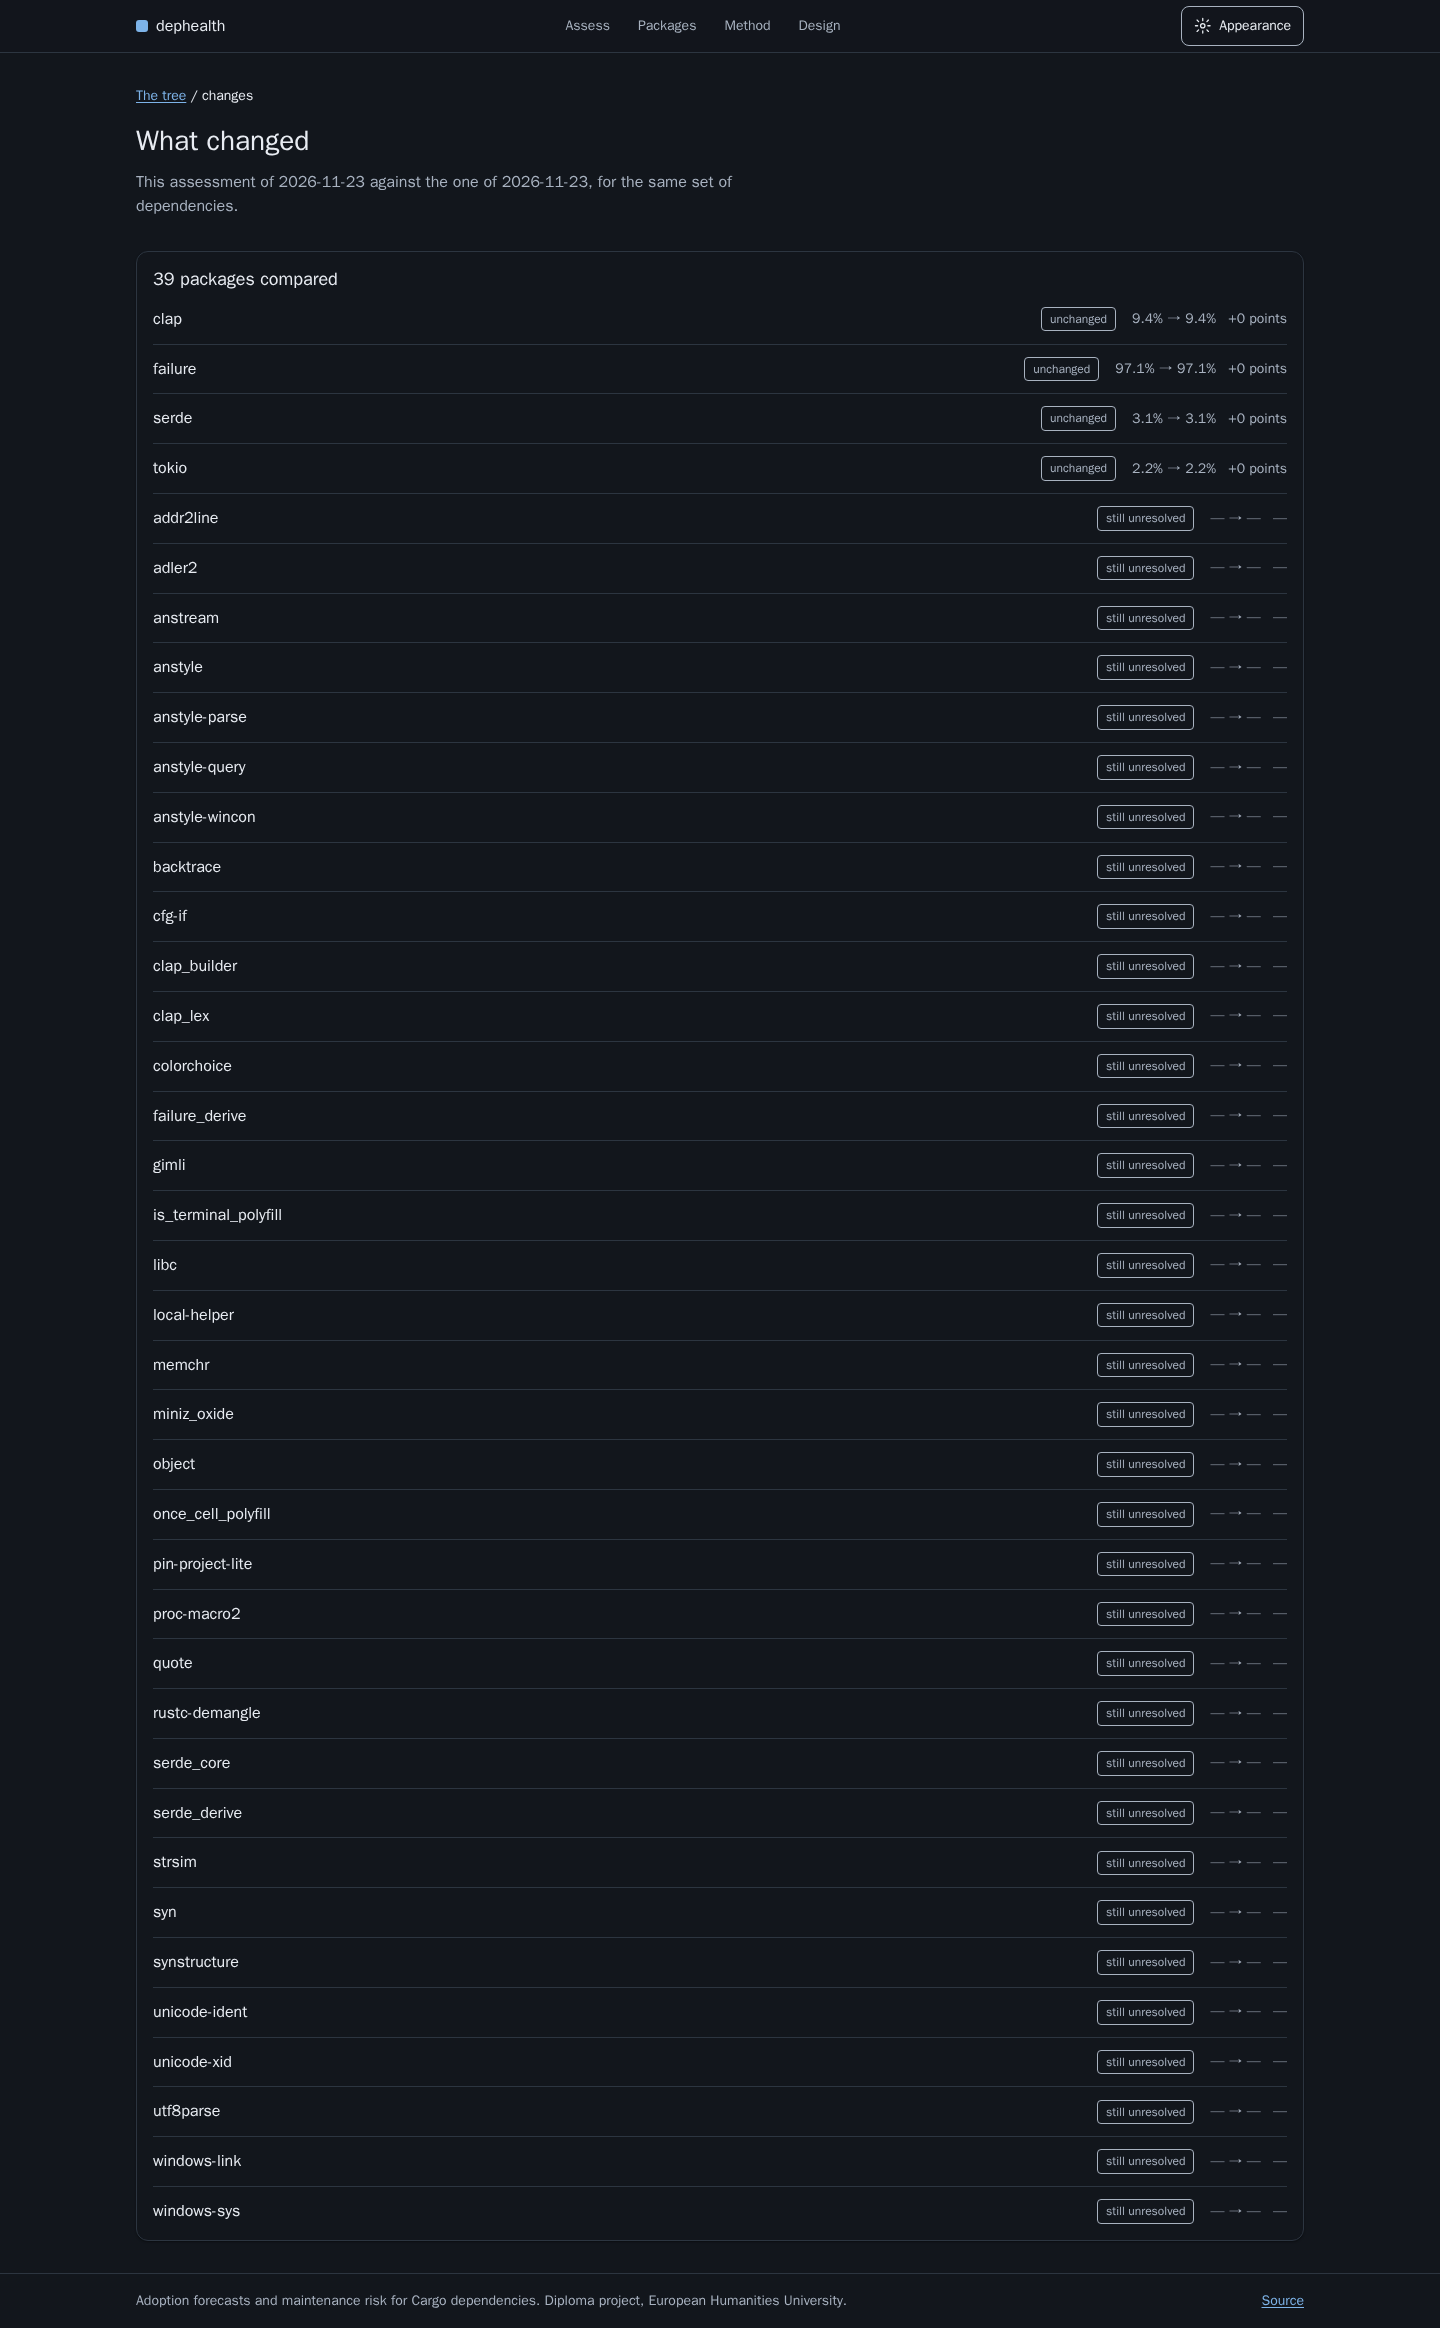 dephealth
Assess Packages Method Design
Appearance
The tree / changes
What changed
This assessment of 2026-11-23 against the one of 2026-11-23, for the same set of
dependencies.
39 packages compared
clap unchanged 9.4% → 9.4% +0 points
failure unchanged 97.1% → 97.1% +0 points
serde unchanged 3.1% → 3.1% +0 points
tokio unchanged 2.2% → 2.2% +0 points
addr2line still unresolved — → — —
adler2 still unresolved — → — —
anstream still unresolved — → — —
anstyle still unresolved — → — —
anstyle-parse still unresolved — → — —
anstyle-query still unresolved — → — —
anstyle-wincon still unresolved — → — —
backtrace still unresolved — → — —
cfg-if still unresolved — → — —
clap_builder still unresolved — → — —
clap_lex still unresolved — → — —
colorchoice still unresolved — → — —
failure_derive still unresolved — → — —
gimli still unresolved — → — —
is_terminal_polyfill still unresolved — → — —
libc still unresolved — → — —
local-helper still unresolved — → — —
memchr still unresolved — → — —
miniz_oxide still unresolved — → — —
object still unresolved — → — —
once_cell_polyfill still unresolved — → — —
pin-project-lite still unresolved — → — —
proc-macro2 still unresolved — → — —
quote still unresolved — → — —
rustc-demangle still unresolved — → — —
serde_core still unresolved — → — —
serde_derive still unresolved — → — —
strsim still unresolved — → — —
syn still unresolved — → — —
synstructure still unresolved — → — —
unicode-ident still unresolved — → — —
unicode-xid still unresolved — → — —
utf8parse still unresolved — → — —
windows-link still unresolved — → — —
windows-sys still unresolved — → — —
Adoption forecasts and maintenance risk for Cargo dependencies. Diploma project, European Humanities University.
Source